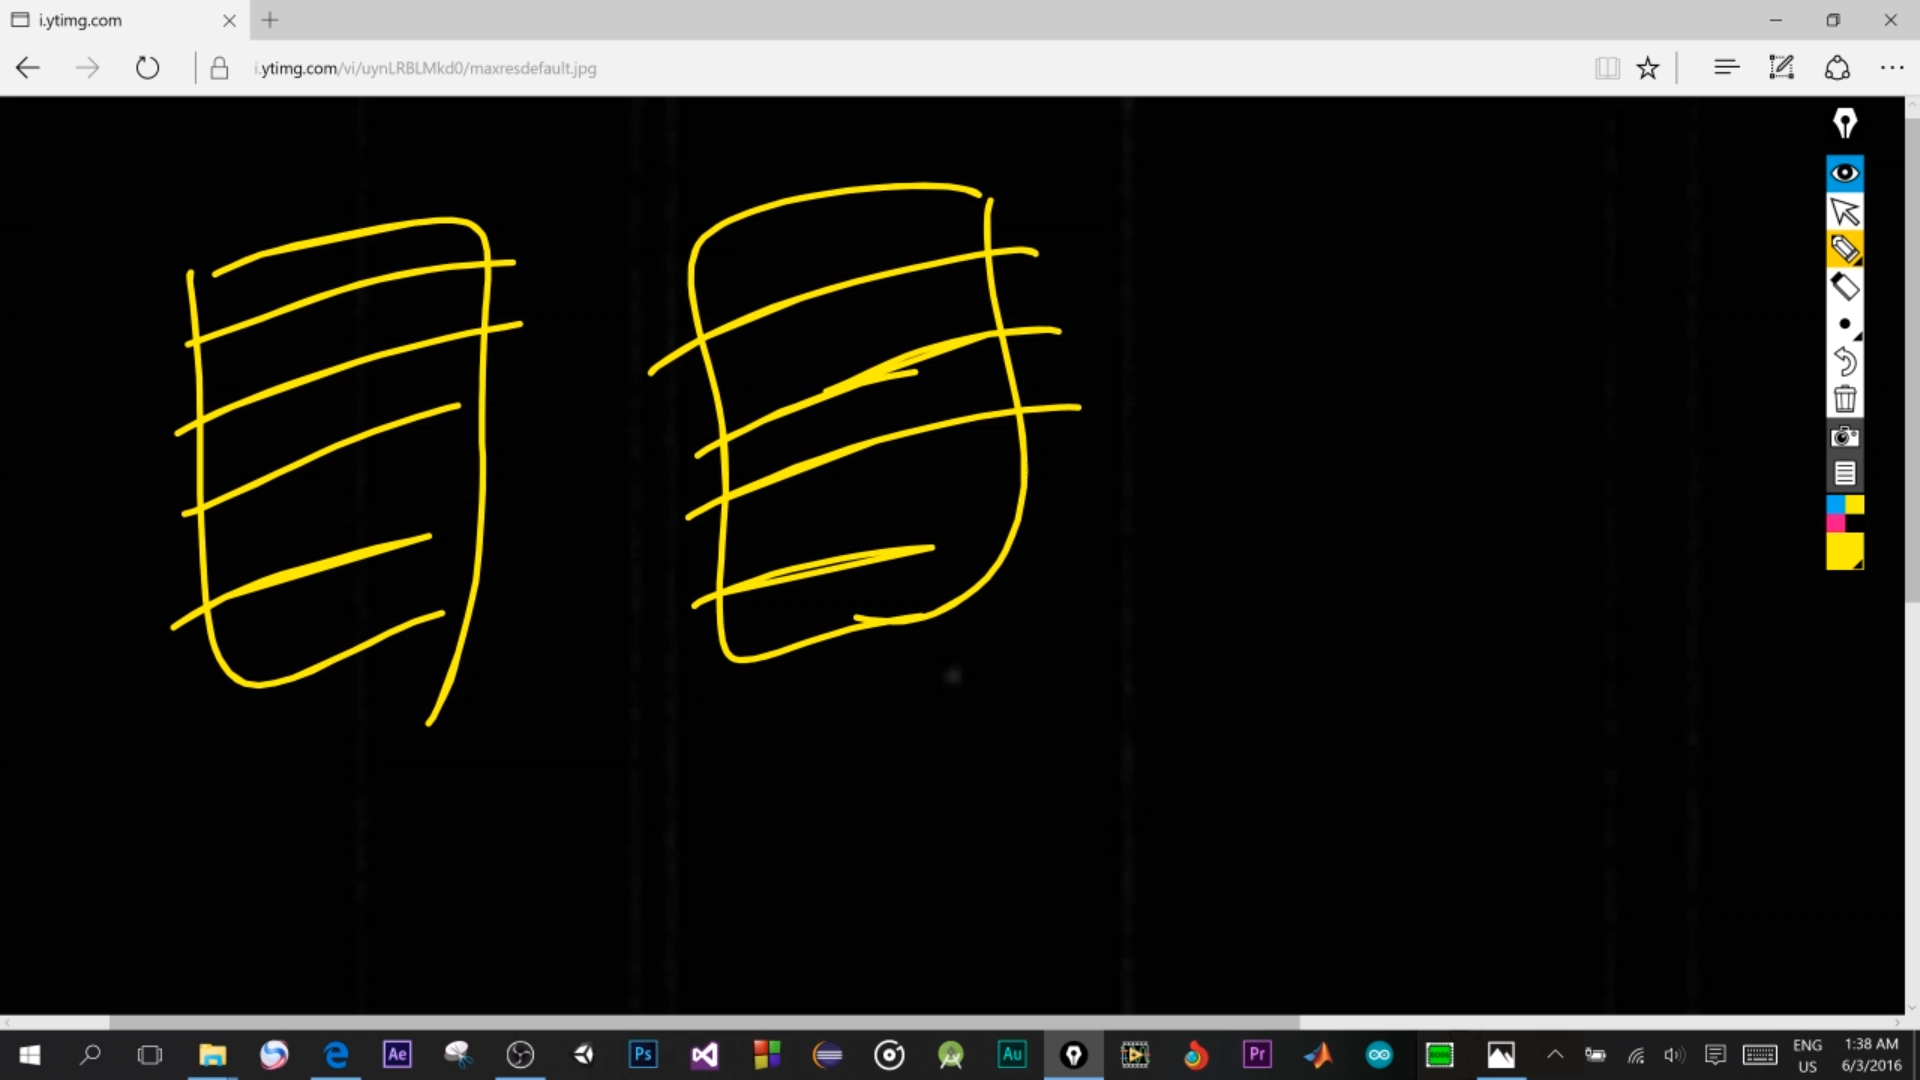 i.ytimg.com
i.ytimg.com/vi/uynLRBLMkd0/maxresdefault.jpg
Ae
Ps
Au
Pr
ENG
US
1:38 AM
6/3/2016